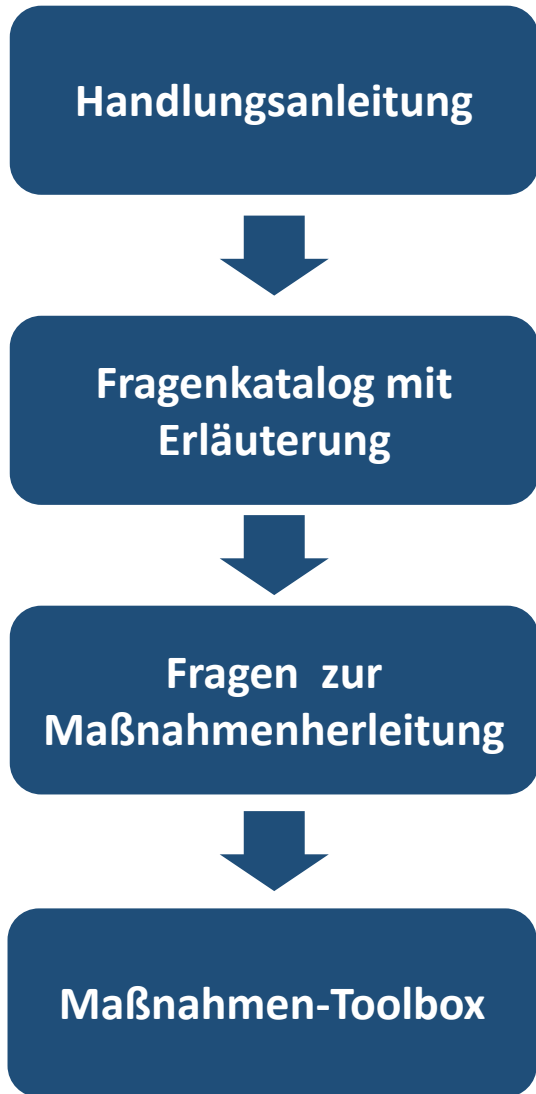 Handlungsanleitung
Fragenkatalog mit
Erläuterung
Fragen  zur
Maßnahmenherleitung
Maßnahmen-Toolbox